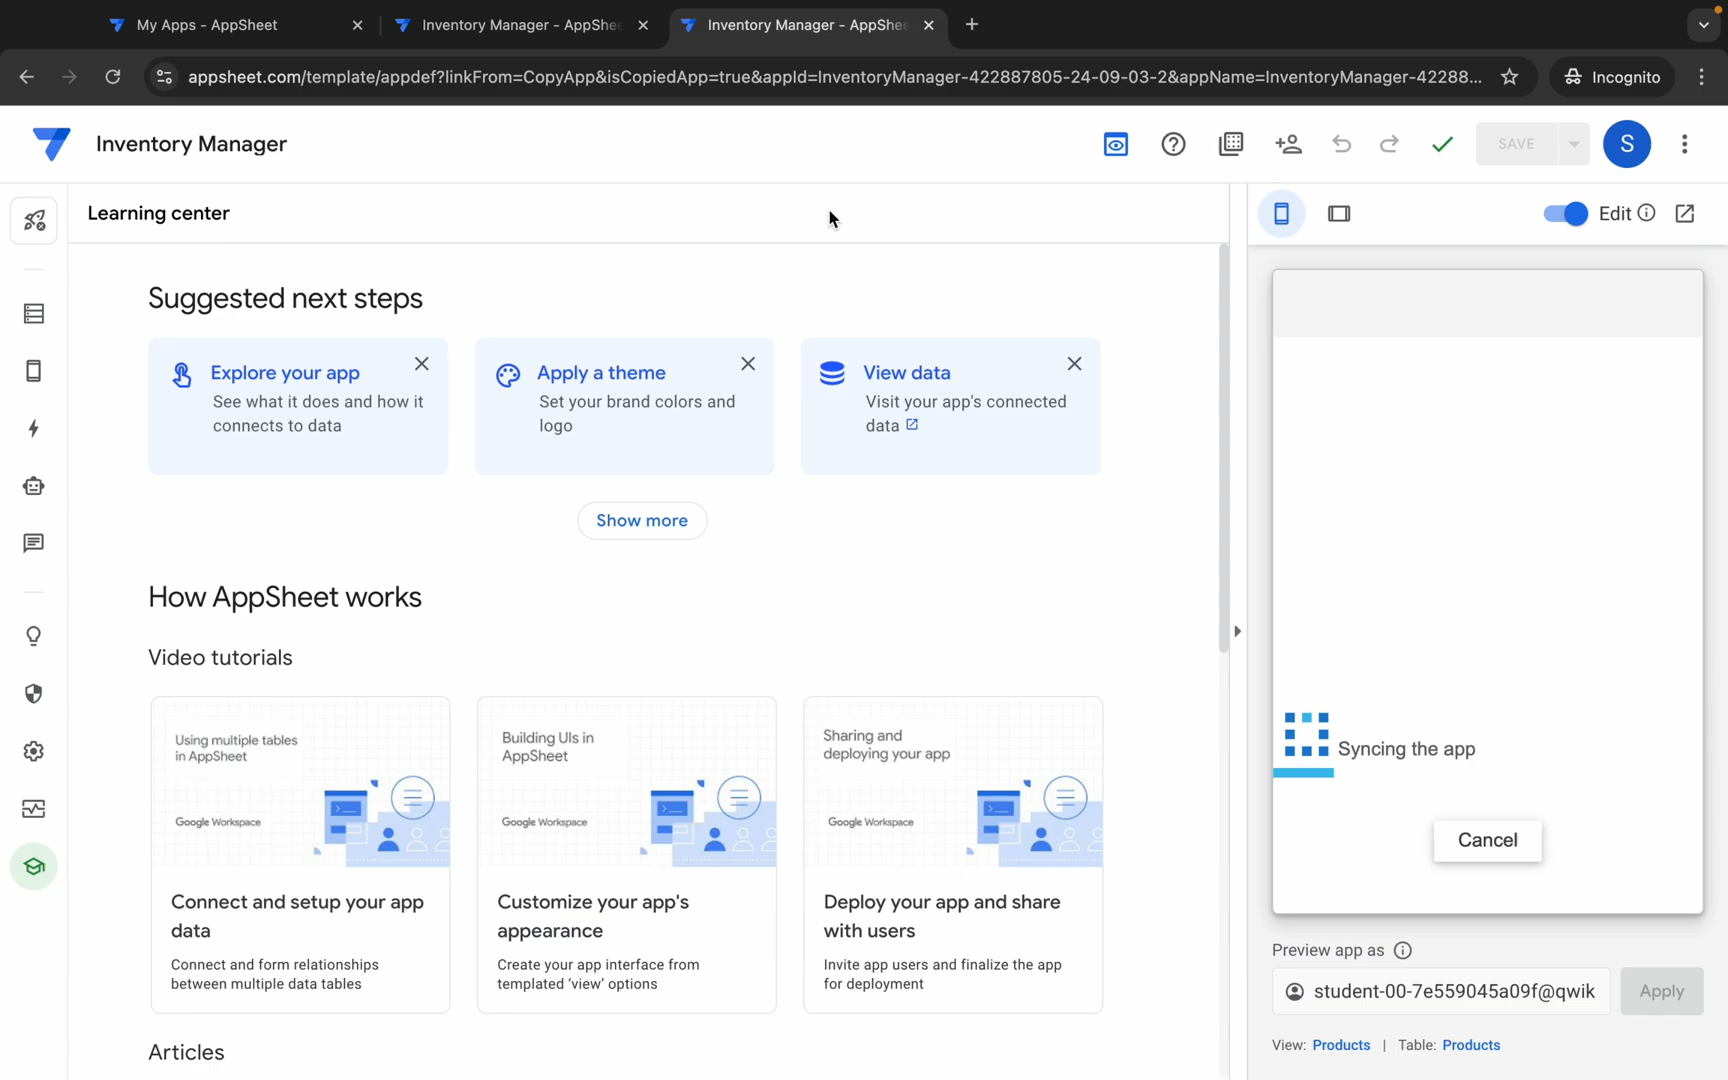 My Apps - AppSheet
Inventory Manager - AppShee
Inventory Manager - AppShee
appsheet.com/template/appdef?linkFrom=CopyApp&isCopiedApp=true&appId=InventoryManager-422887805-24-09-03-2&appName=InventoryManager-42288...
Incognito
Inventory Manager
SAVE
S
Learning center
Edit
Suggested next steps
Explore your app
See what it does and how it
connects to data
Apply a theme
Set your brand colors and
logo
View data
Visit your app's connected
data
Show more
How AppSheet works
Video tutorials
Using multiple tables
in AppSheet
Google Workspace
Building UIs in
AppSheet
Google Workspace
Sharing and
deploying your app
Google Workspace
Connect and setup your app
data
Connect and form relationships
between multiple data tables
Customize your app's
appearance
Create your app interface from
templated 'view' options
Deploy your app and share
with users
Invite app users and finalize the app
for deployment
Articles
Syncing the app
Cancel
Preview app as
student-00-7e559045a09f@qwik
Apply
View: Products | Table: Products